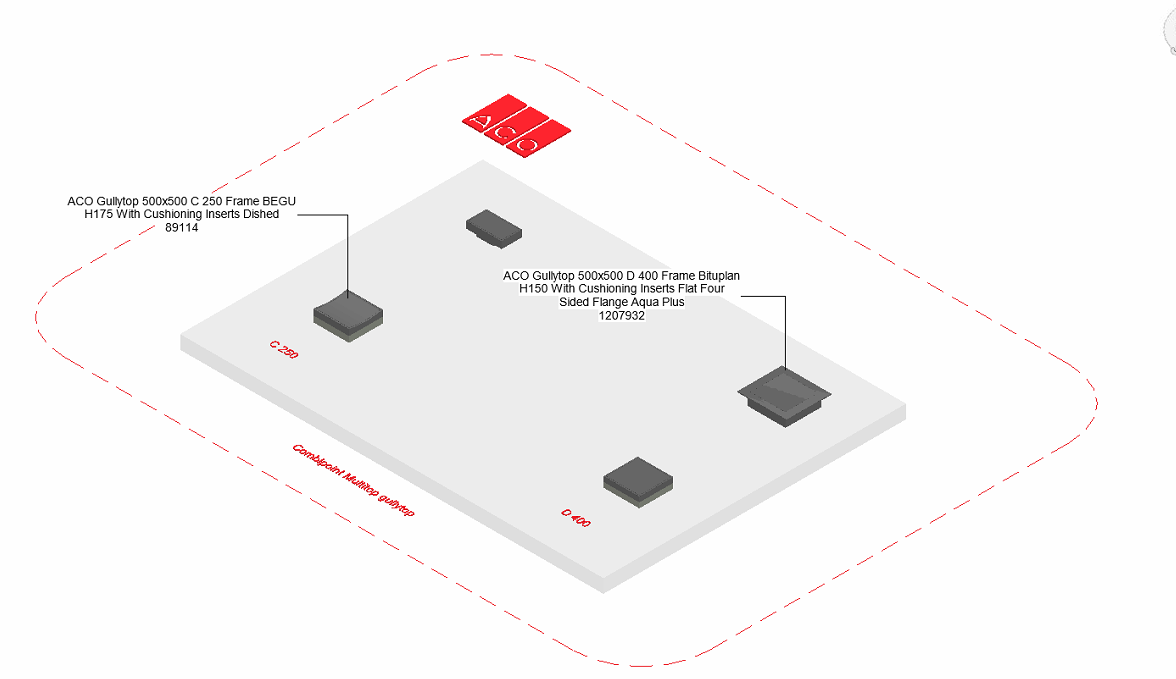 ACO
ACO Gullytop 500x500 C 250 Frame BEGU
H175 With Cushioning Inserts Dished
89114
ACO Gullytop 500x500 D 400 Frame Bituplan
H150 With Cushioning Inserts Flat Four
Sided Flange Aqua Plus
1207932
C 250
Combipoint Multitop gullytop
D 400